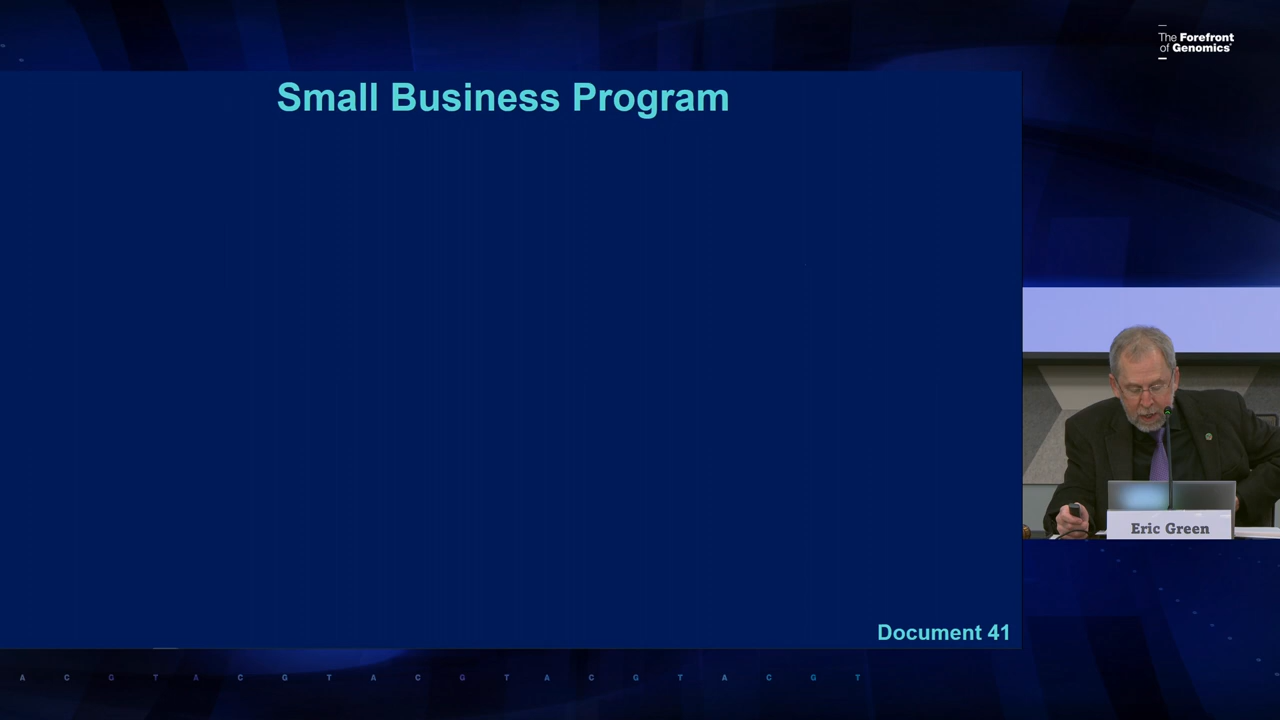 The Forefront
of Genomics®
Small Business Program
Eric Green
Document 41
A C G T A C G T A C G T A C G T A C G T